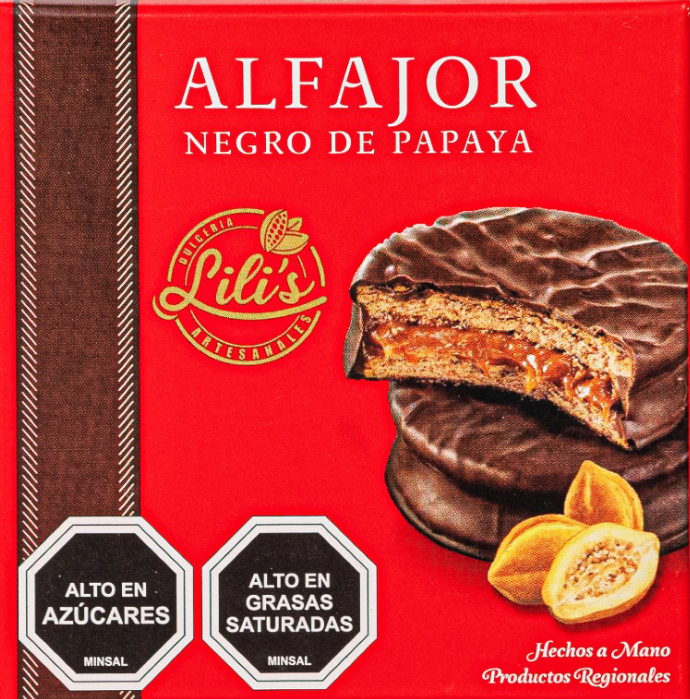 ALFAJOR
NEGRO DE PAPAYA
DULCERIA
Lili's
ARTESANALES
ALTO EN
AZÚCARES
MINSAL
ALTO EN
GRASAS
SATURADAS
MINSAL
Hechos a Mano
Productos Regionales